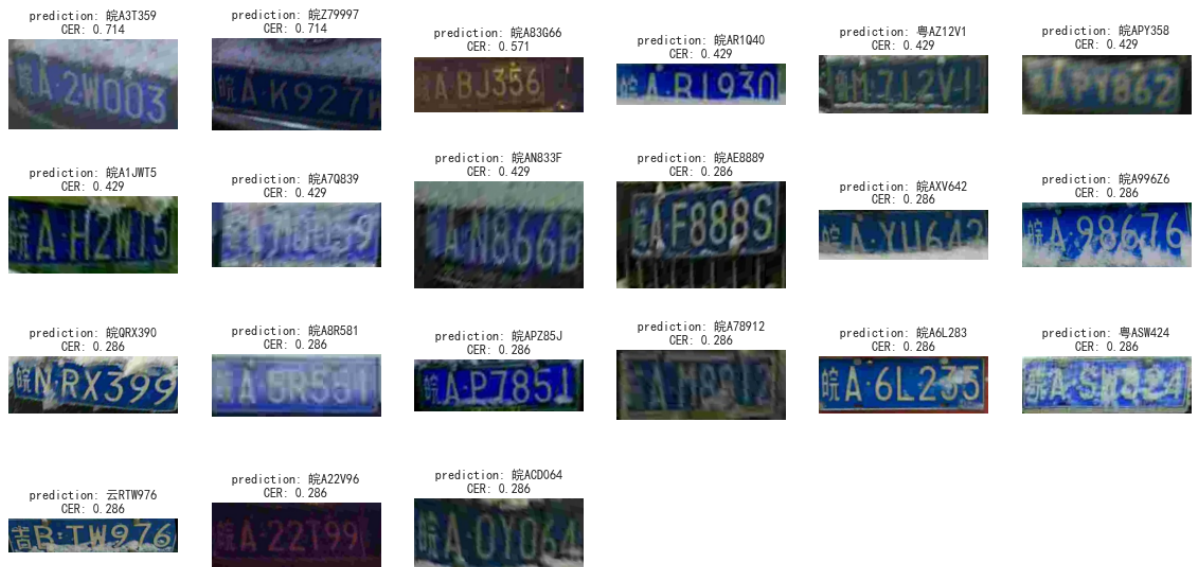 prediction: 皖A3T359
CER: 0.714
皖A·2W003
prediction: 皖Z79997
CER: 0.714
皖A·K927
prediction: 皖A83G66
CER: 0.571
A·BJ356
prediction: 皖AR1Q40
CER: 0.429
prediction: 粤AZ12V1
CER: 0.429
prediction: 皖APY358
CER: 0.429
APY862
prediction: 皖A1JWT5
CER: 0.429
皖A·H2W15
prediction: 皖A7Q839
CER: 0.429
prediction: 皖AN833F
CER: 0.429
A·N866B
prediction: 皖AE8889
CER: 0.286
皖A·F888S
prediction: 皖AXV642
CER: 0.286
皖A·YU642
prediction: 皖A996Z6
CER: 0.286
皖A·98676
prediction: 皖QRX390
CER: 0.286
皖N·RX399
prediction: 皖A8R581
CER: 0.286
prediction: 皖APZ85J
CER: 0.286
皖A·P7851
prediction: 皖A78912
CER: 0.286
prediction: 皖A6L283
CER: 0.286
皖A·6L235
prediction: 粤ASW424
CER: 0.286
prediction: 云RTW976
CER: 0.286
B·TW976
prediction: 皖A22V96
CER: 0.286
皖A·22T99
prediction: 皖ACD064
CER: 0.286
皖A·0Y064